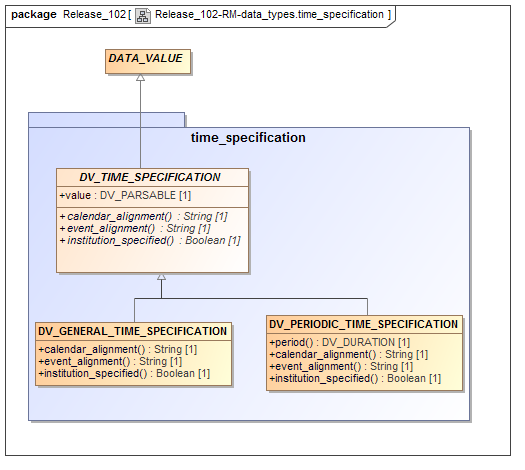 package Release_102 [ Release_102-RM-data_types.time_specification ]
DATA_VALUE
time_specification
DV_TIME_SPECIFICATION
+value : DV_PARSABLE [1]
+calendar_alignment() : String [1]
+event_alignment() : String [1]
+institution_specified() : Boolean [1]
DV_GENERAL_TIME_SPECIFICATION
+calendar_alignment() : String [1]
+event_alignment() : String [1]
+institution_specified() : Boolean [1]
DV_PERIODIC_TIME_SPECIFICATION
+period() : DV_DURATION [1]
+calendar_alignment() : String [1]
+event_alignment() : String [1]
+institution_specified() : Boolean [1]